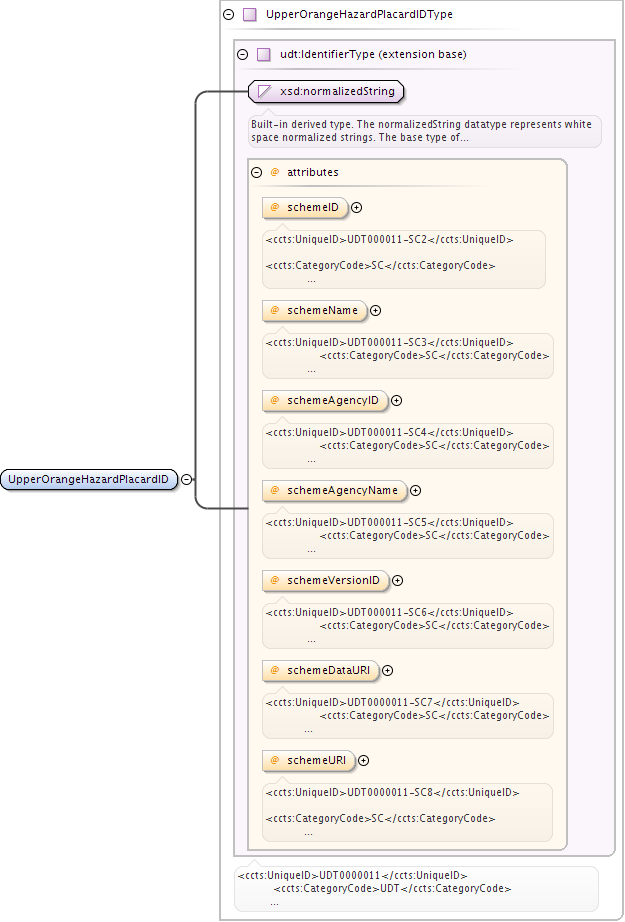 UpperOrangeHazardPlacardIDType
udt:IdentifierType (extension base)
xsd:normalizedString
Built-in derived type. The normalizedString datatype represents white
space normalized strings. The base type of...
@ attributes
@ schemeID
<ccts:UniqueID>UDT000011-SC2</ccts:UniqueID>
<ccts:CategoryCode>SC</ccts:CategoryCode>
...
@ schemeName
<ccts:UniqueID>UDT000011-SC3</ccts:UniqueID>
<ccts:CategoryCode>SC</ccts:CategoryCode>
...
@ schemeAgencyID
<ccts:UniqueID>UDT000011-SC4</ccts:UniqueID>
<ccts:CategoryCode>SC</ccts:CategoryCode>
...
UpperOrangeHazardPlacardID
@ schemeAgencyName
<ccts:UniqueID>UDT000011-SC5</ccts:UniqueID>
<ccts:CategoryCode>SC</ccts:CategoryCode>
...
@ schemeVersionID
<ccts:UniqueID>UDT000011-SC6</ccts:UniqueID>
<ccts:CategoryCode>SC</ccts:CategoryCode>
...
@ schemeDataURI
<ccts:UniqueID>UDT0000011-SC7</ccts:UniqueID>
<ccts:CategoryCode>SC</ccts:CategoryCode>
...
@ schemeURI
<ccts:UniqueID>UDT0000011-SC8</ccts:UniqueID>
<ccts:CategoryCode>SC</ccts:CategoryCode>
...
<ccts:UniqueID>UDT0000011</ccts:UniqueID>
<ccts:CategoryCode>UDT</ccts:CategoryCode>
...